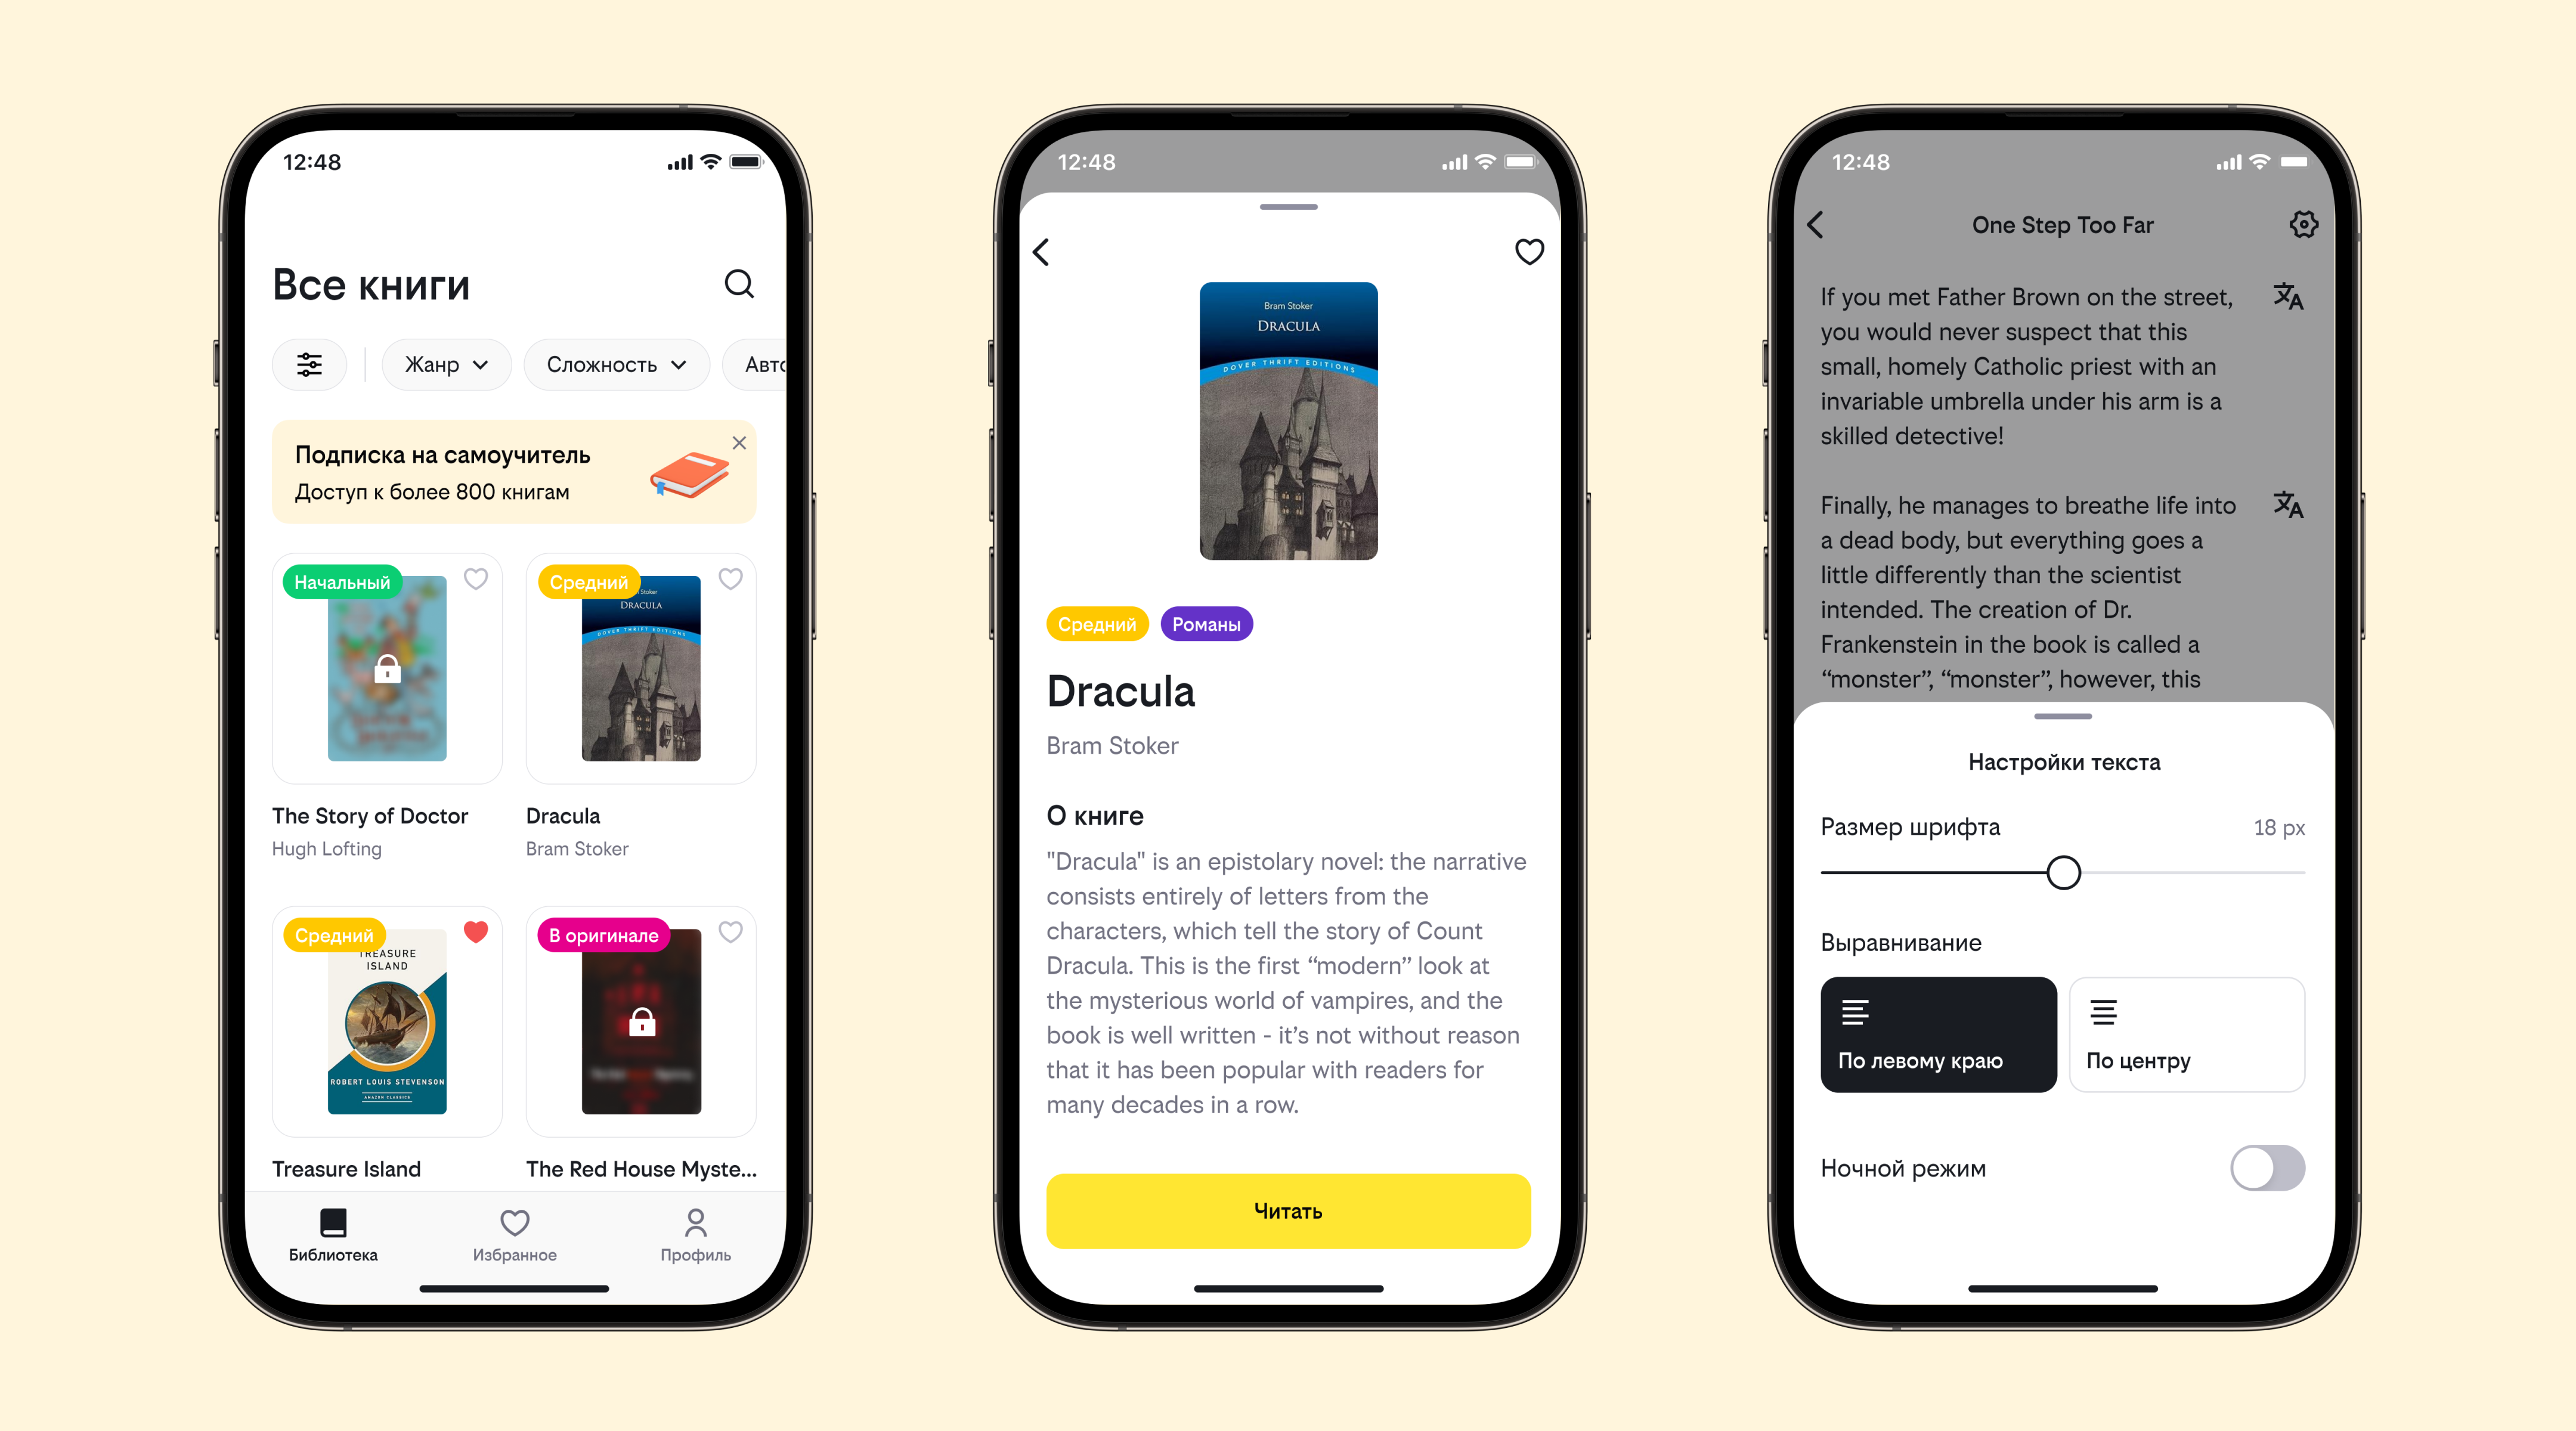 12:48
Все книги
Жанр
Сложность
Авто
Подписка на самоучитель
Доступ к более 800 книгам
Начальный
The Story of Doctor
Hugh Lofting
Средний
Stoker
DRACULA
DOVER THRIFT EDITIONS
Dracula
Bram Stoker
Средний
TREASURE
ISLAND
ROBERT LOUIS STEVENSON
AMAZON CLASSICS
Treasure Island
В оригинале
The Red House Myste...
Библиотека
Избранное
Профиль
12:48
Bram Stoker
DRACULA
DOVER THRIFT EDITIONS
Средний
Романы
Dracula
Bram Stoker
О книге
"Dracula" is an epistolary novel: the narrative
consists entirely of letters from the
characters, which tell the story of Count
Dracula. This is the first “modern” look at
the mysterious world of vampires, and the
book is well written - it’s not without reason
that it has been popular with readers for
many decades in a row.
Читать
12:48
One Step Too Far
If you met Father Brown on the street,
you would never suspect that this
small, homely Catholic priest with an
invariable umbrella under his arm is a
skilled detective!
Finally, he manages to breathe life into
a dead body, but everything goes a
little differently than the scientist
intended. The creation of Dr.
Frankenstein in the book is called a
“monster”, “monster”, however, this
Настройки текста
Размер шрифта
18 px
Выравнивание
По левому краю
По центру
Ночной режим